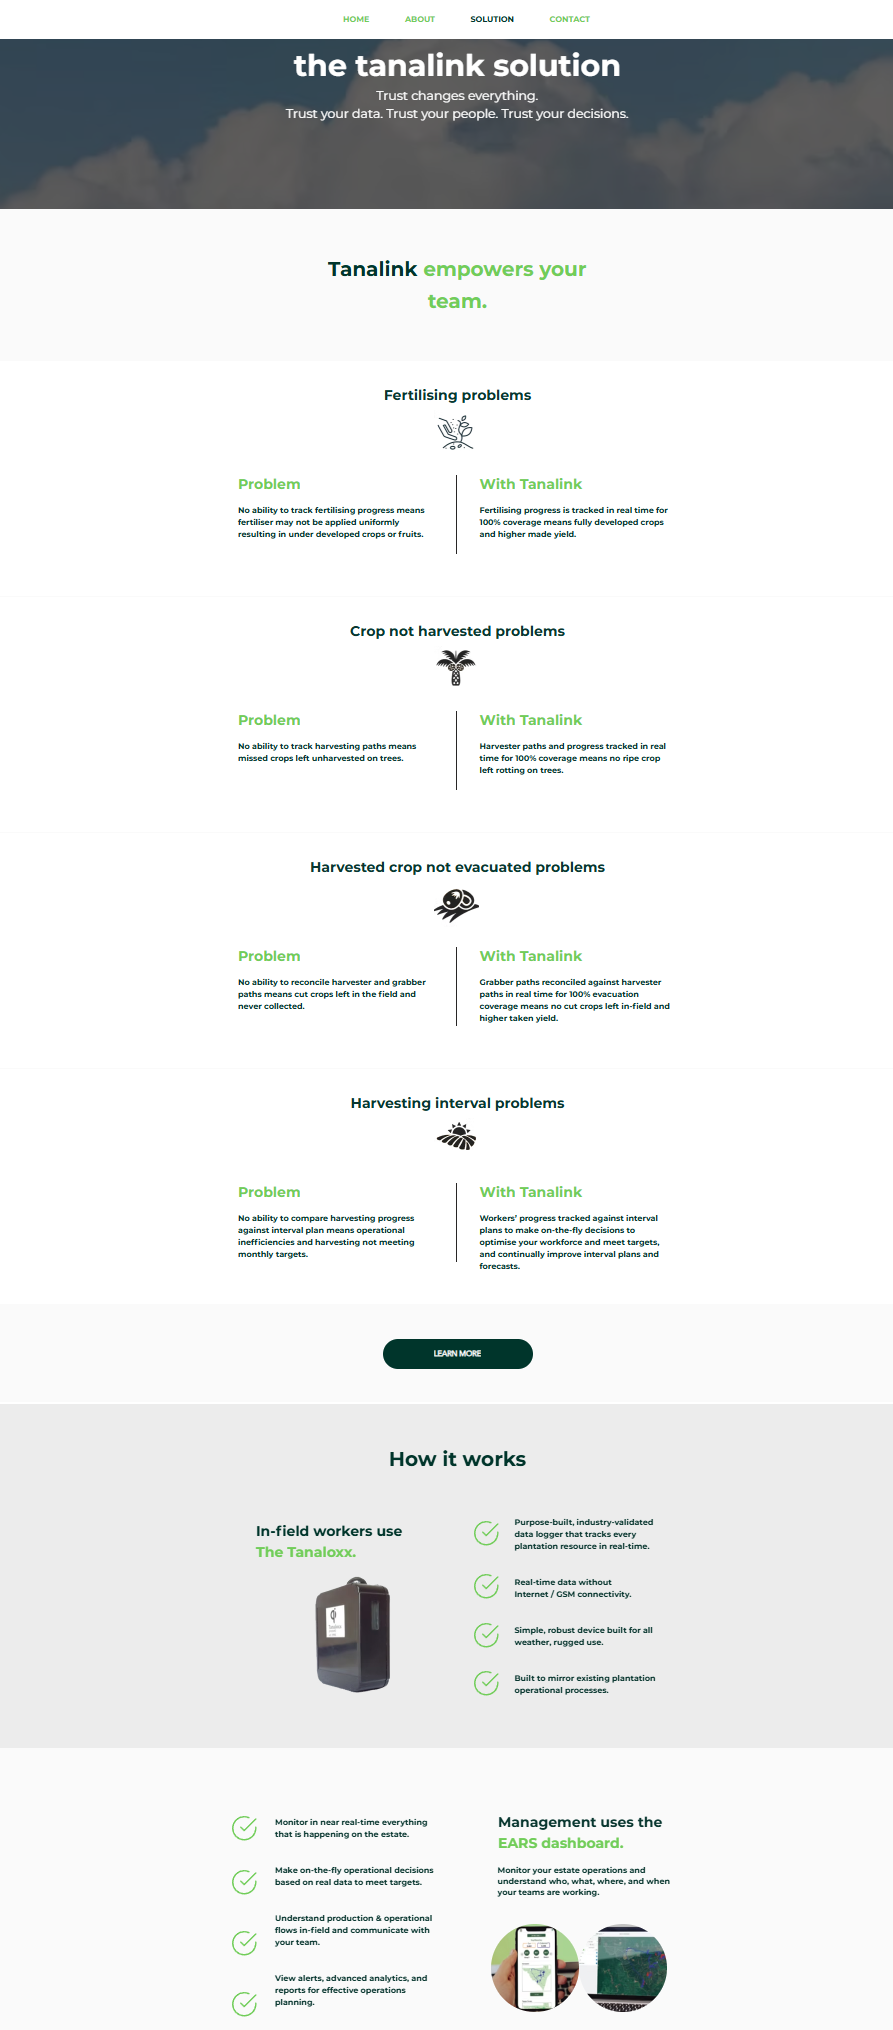 HOME ABOUT SOLUTION CONTACT
the tanalink solution
Trust changes everything.
Trust your data. Trust your people. Trust your decisions.
Tanalink empowers your
team.
Fertilising problems
Problem
No ability to track fertilising progress means
fertiliser may not be applied uniformly
resulting in under developed crops or fruits.
With Tanalink
Fertilising progress is tracked in real time for
100% coverage means fully developed crops
and higher made yield.
Crop not harvested problems
Problem
No ability to track harvesting paths means
missed crops left unharvested on trees.
With Tanalink
Harvester paths and progress tracked in real
time for 100% coverage means no ripe crop
left rotting on trees.
Harvested crop not evacuated problems
Problem
No ability to reconcile harvester and grabber
paths means cut crops left in the field and
never collected.
With Tanalink
Grabber paths reconciled against harvester
paths in real time for 100% evacuation
coverage means no cut crops left in-field and
higher taken yield.
Harvesting interval problems
Problem
No ability to compare harvesting progress
against interval plan means operational
inefficiencies and harvesting not meeting
monthly targets.
With Tanalink
Workers' progress tracked against interval
plans to make on-the-fly decisions to
optimise your workforce and meet targets,
and continually improve interval plans and
forecasts.
LEARN MORE
How it works
In-field workers use
The Tanaloxx.
Purpose-built, industry-validated
data logger that tracks every
plantation resource in real-time.
Real-time data without
Internet / GSM connectivity.
Simple, robust device built for all
weather, rugged use.
Built to mirror existing plantation
operational processes.
Monitor in near real-time everything
that is happening on the estate.
Make on-the-fly operational decisions
based on real data to meet targets.
Understand production & operational
flows in-field and communicate with
your team.
View alerts, advanced analytics, and
reports for effective operations
planning.
Management uses the
EARS dashboard.
Monitor your estate operations and
understand who, what, where, and when
your teams are working.